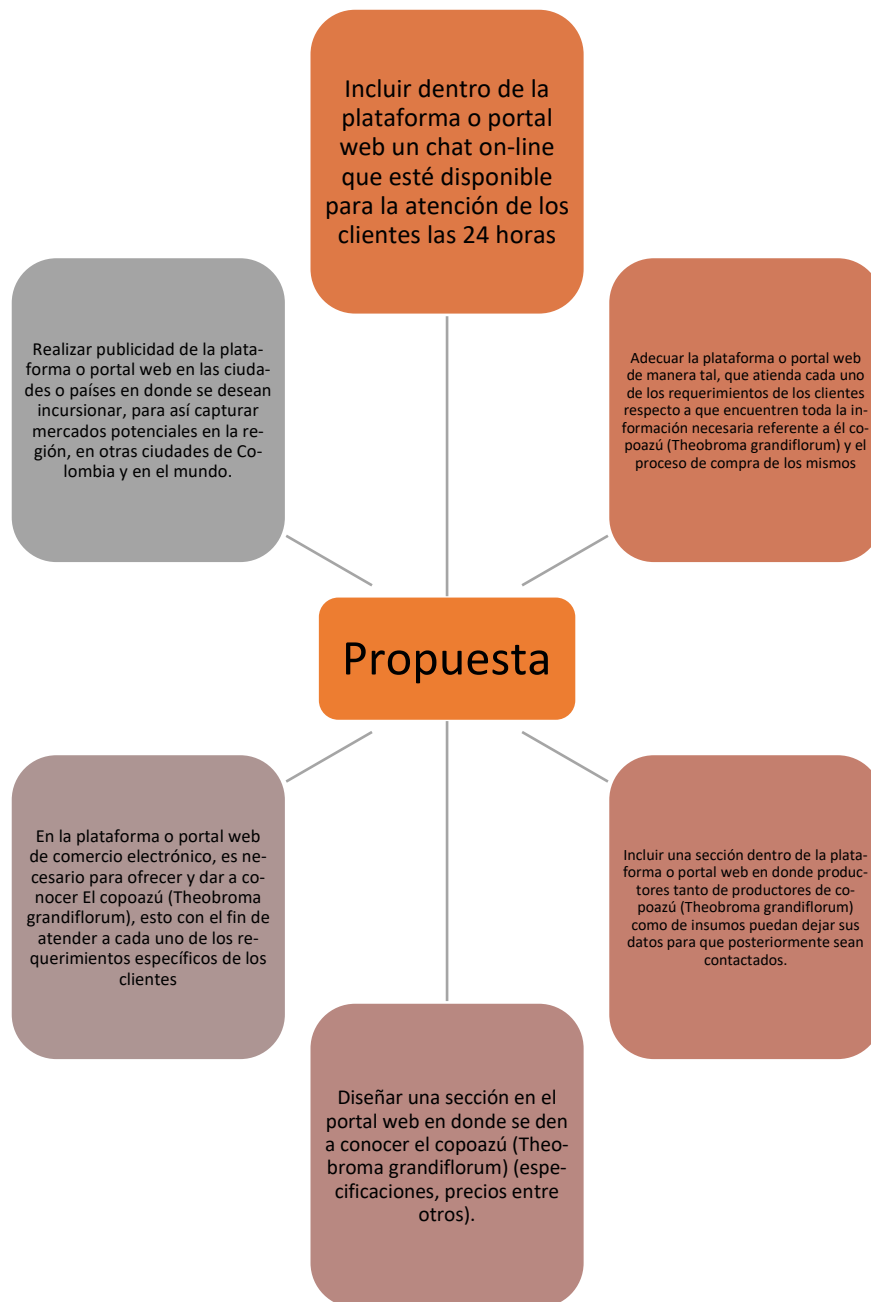 Incluir dentro de la
plataforma o portal
web un chat on-line
que esté disponible
para la atención de los
clientes las 24 horas
Realizar publicidad de la plata-
forma o portal web en las ciuda-
des o países en donde se desean
incursionar, para así capturar
mercados potenciales en la re-
gión, en otras ciudades de Co-
lombia y en el mundo.
Adecuar la plataforma o portal web
de manera tal, que atienda cada uno
de los requerimientos de los clientes
respecto a que encuentren toda la in-
formación necesaria referente a él co-
poazú (Theobroma grandiflorum) y el
proceso de compra de los mismos
Propuesta
En la plataforma o portal web
de comercio electrónico, es ne-
cesario para ofrecer y dar a co-
nocer El copoazú (Theobroma
grandiflorum), esto con el fin de
atender a cada uno de los re-
querimientos específicos de los
clientes
Incluir una sección dentro de la plata-
forma o portal web en donde produc-
tores tanto de productores de co-
poazú (Theobroma grandiflorum)
como de insumos puedan dejar sus
datos para que posteriormente sean
contactados.
Diseñar una sección en el
portal web en donde se den
a conocer el copoazú (Theo-
broma grandiflorum) (espe-
cificaciones, precios entre
otros).